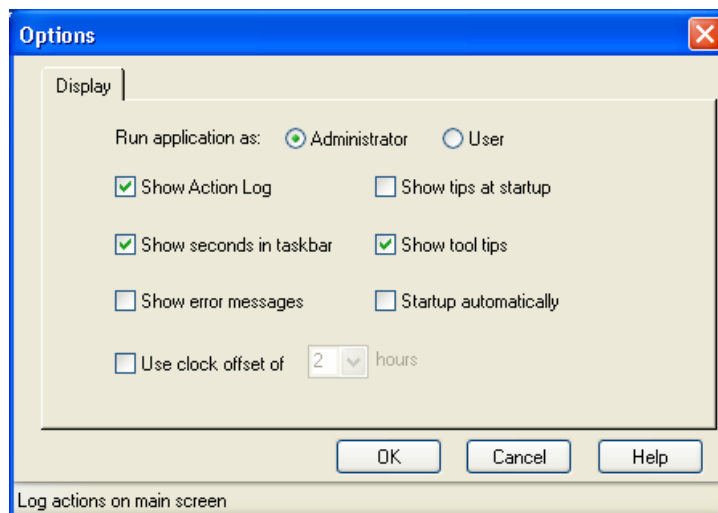 Options
Display
Run application as: Administrator User
Show Action Log Show tips at startup
Show seconds in taskbar Show tool tips
Show error messages Startup automatically
Use clock offset of 2 hours
OK Cancel Help
Log actions on main screen